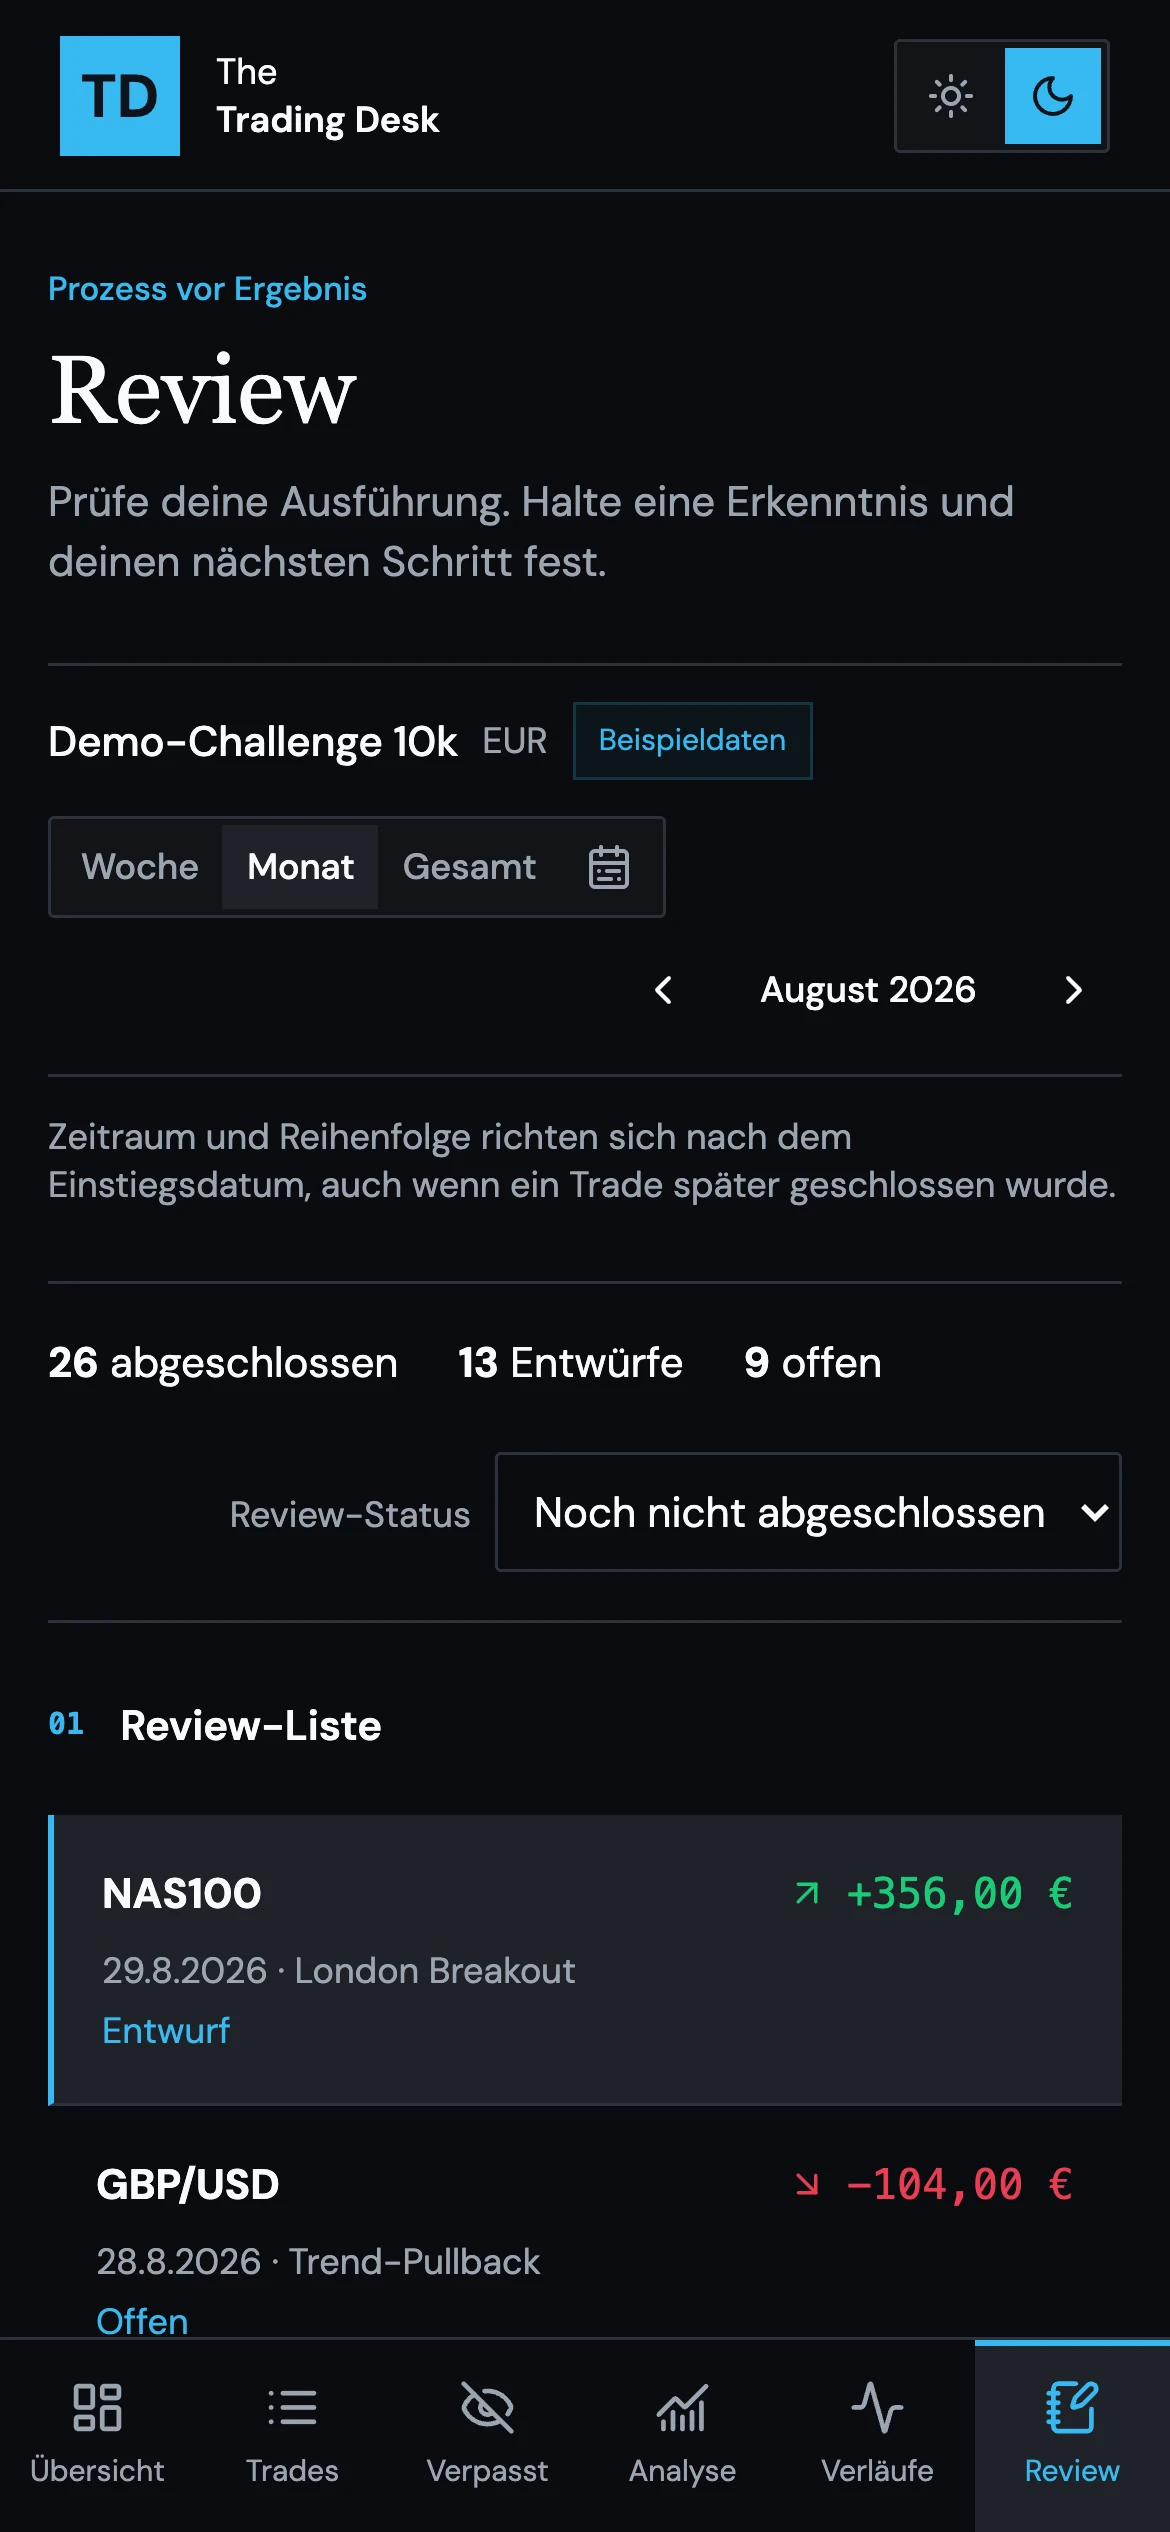 TD
The
Trading Desk
Prozess vor Ergebnis
Review
Prüfe deine Ausführung. Halte eine Erkenntnis und
deinen nächsten Schritt fest.
Demo-Challenge 10k EUR Beispieldaten
Woche Monat Gesamt
August 2026
Zeitraum und Reihenfolge richten sich nach dem
Einstiegsdatum, auch wenn ein Trade später geschlossen wurde.
26 abgeschlossen 13 Entwürfe 9 offen
Review-Status Noch nicht abgeschlossen
01 Review-Liste
NAS100 +356,00 €
29.8.2026 · London Breakout
Entwurf
GBP/USD −104,00 €
28.8.2026 · Trend-Pullback
Offen
Übersicht Trades Verpasst Analyse Verläufe Review